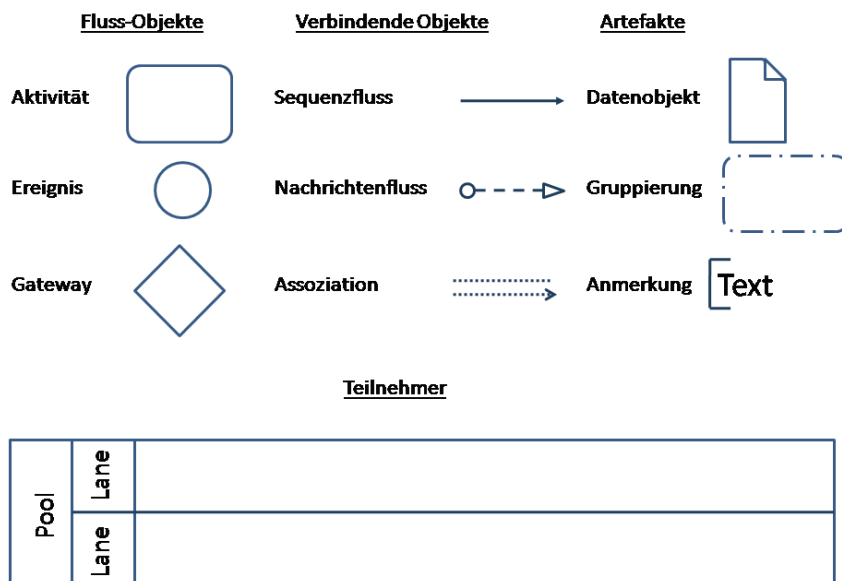 Fluss-Objekte
Verbindende Objekte
Artefakte
Aktivität
Sequenzfluss
Datenobjekt
Ereignis
Nachrichtenfluss
Gruppierung
Gateway
Assoziation
Anmerkung
Text
Teilnehmer
Pool
Lane
Lane